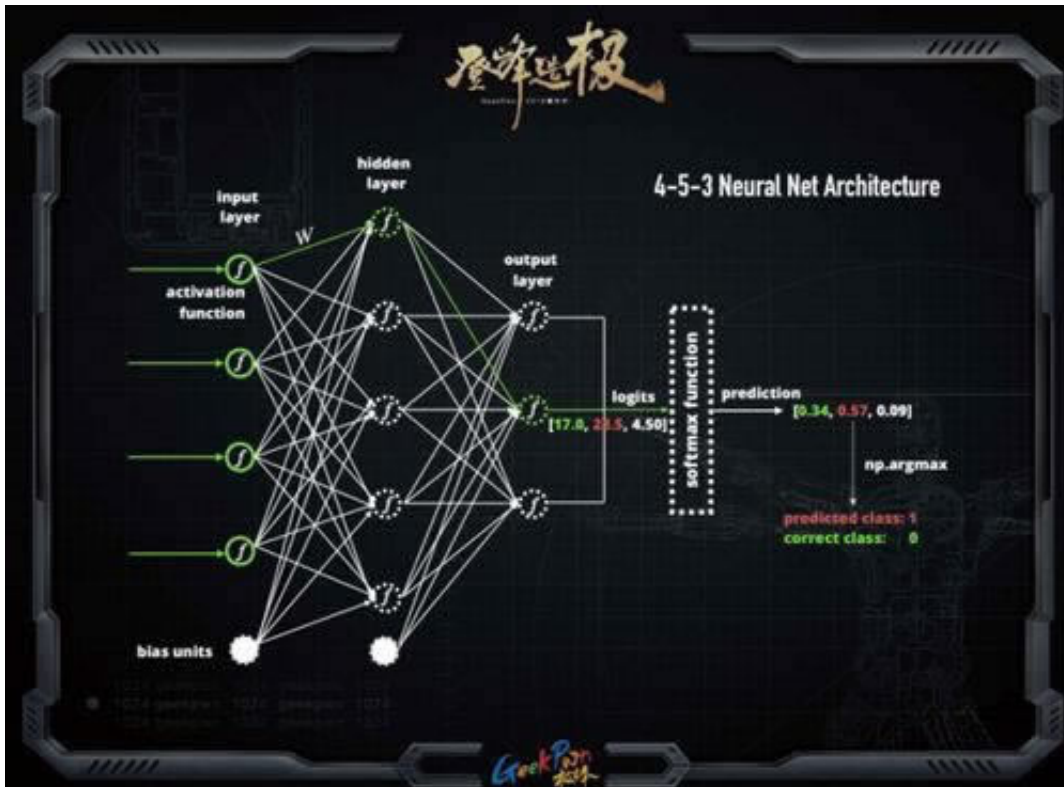 登峰造极
4-5-3 Neural Net Architecture
hidden
layer
input
layer
W
output
layer
activation
function
softmax function
logits
prediction
[17.0, 28.5, 4.50]
[0.34, 0.57, 0.09]
np.argmax
predicted class: 1
correct class: 0
bias units
GeekPwn